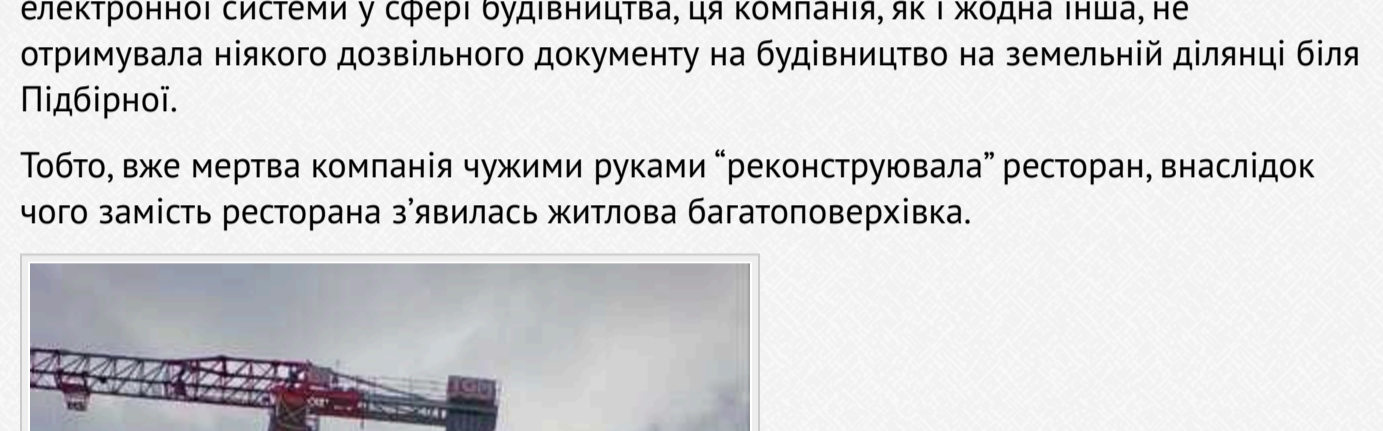 електронної системи у сфері будівництва, ця компанія, як і жодна інша, не
отримувала ніякого дозвільного документу на будівництво на земельній ділянці біля
Підбірної.
Тобто, вже мертва компанія чужими руками “реконструювала” ресторан, внаслідок
чого замість ресторана з’явилась житлова багатоповерхівка.